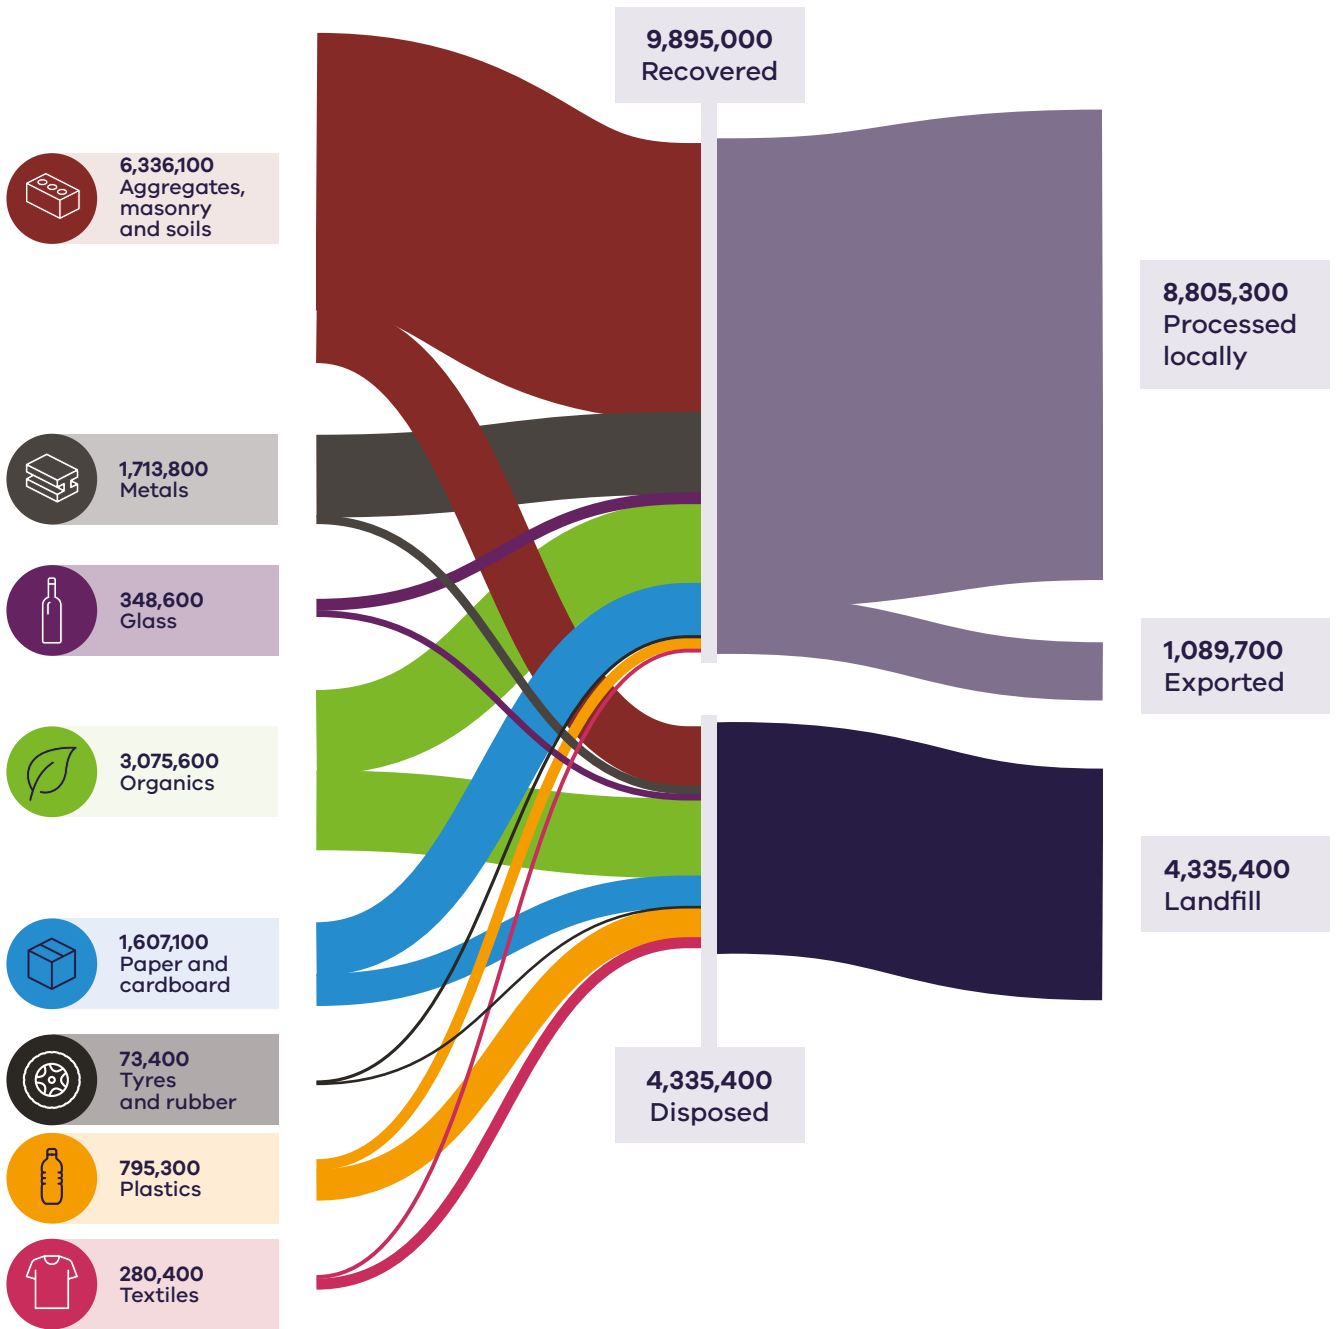 9,895,000
Recovered
6,336,100
Aggregates,
masonry
and soils
8,805,300
Processed
locally
1,713,800
Metals
348,600
Glass
1,089,700
Exported
3,075,600
Organics
4,335,400
Landfill
1,607,100
Paper and
cardboard
73,400
Tyres
and rubber
4,335,400
Disposed
795,300
Plastics
280,400
Textiles